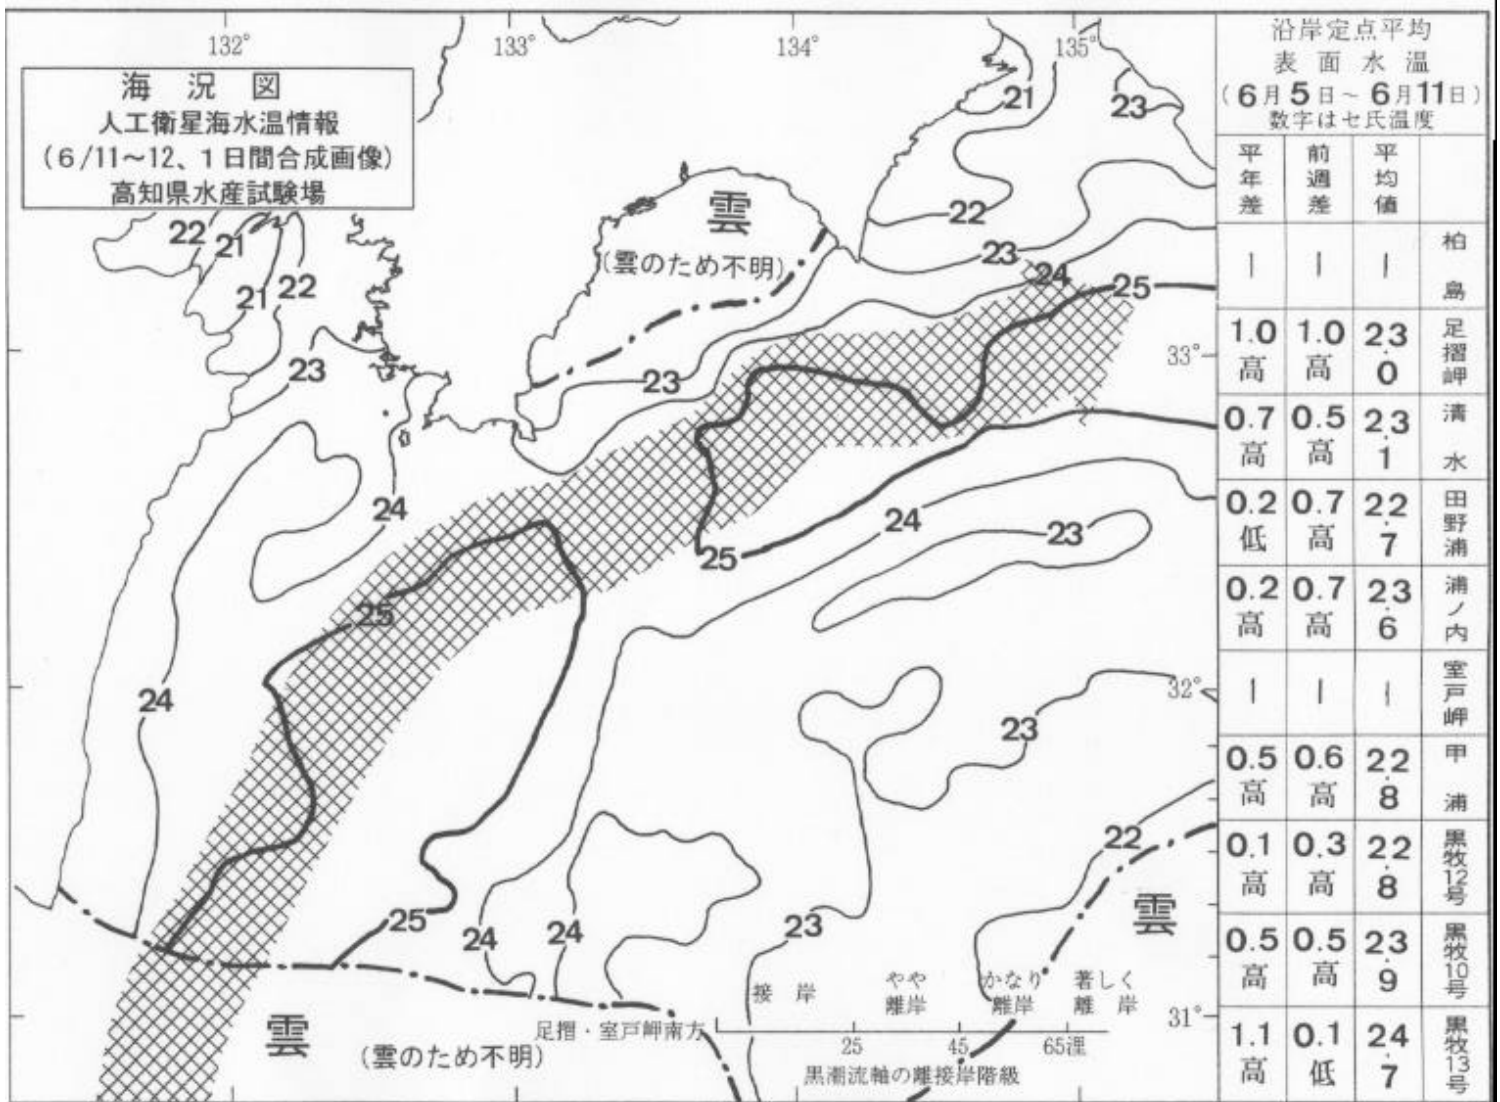 132°
133°
134°
135°
海況図
人工衛星海水温情報
(6/11～12、1日間合成画像)
高知県水産試験場
21
23
22
21
22
21
22
雲
(雲のため不明)
23
24
25
23
23
33°
24
24
23
25
25
24
32°
23
22
25
24
24
23
雲
雲
(雲のため不明)
31°
接岸
やや離岸
かなり離岸
著しく離岸
足摺・室戸岬南方
25
45
65浬
黒潮流軸の離接岸階級
沿岸定点平均
表面水温
(6月5日～6月11日)
数字はセ氏温度
平年差 前週差 平均値
― ― ― 柏島
1.0高 1.0高 23.0 足摺岬
0.7高 0.5高 23.1 清水
0.2低 0.7高 22.7 田野浦
0.2高 0.7高 23.6 浦ノ内
― ― ― 室戸岬
0.5高 0.6高 22.8 甲浦
0.1高 0.3高 22.8 黒牧12号
0.5高 0.5高 23.9 黒牧10号
1.1高 0.1低 24.7 黒牧13号